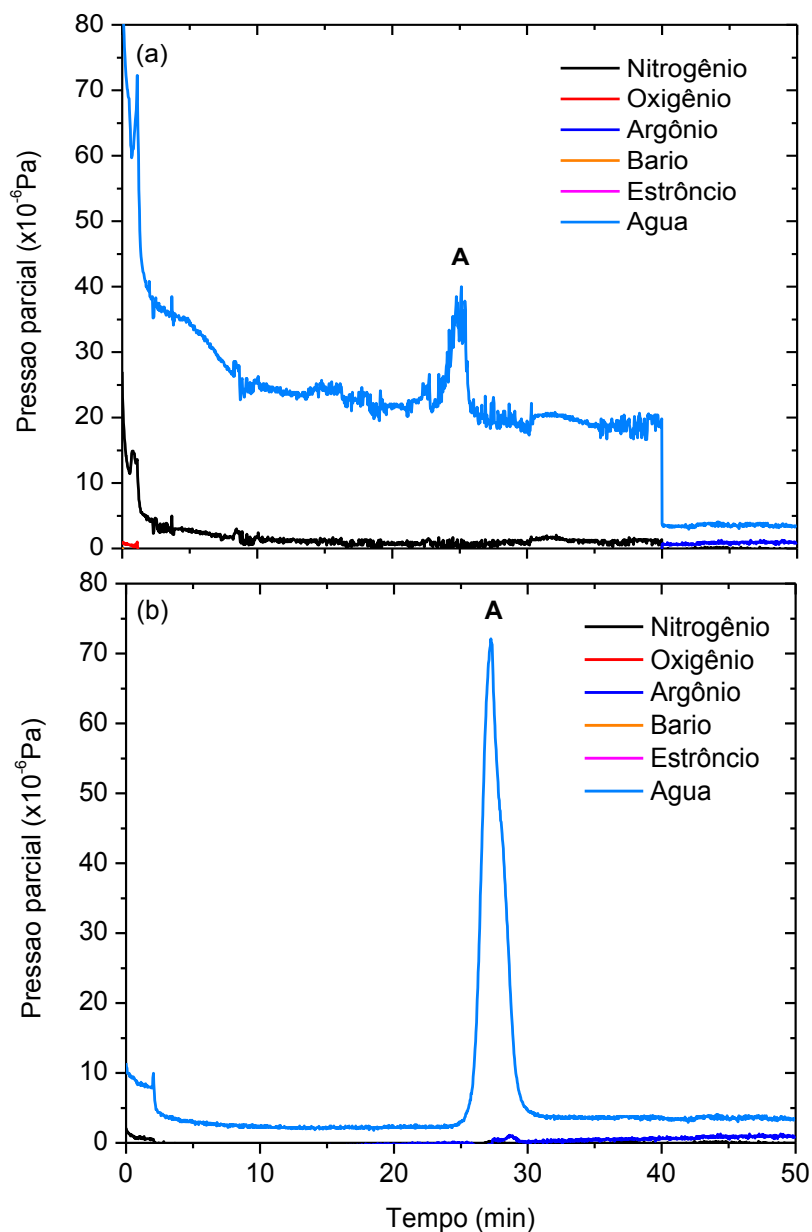 80
(a)
Nitrogênio
70
Oxigênio
Argônio
60
Bario
Estrôncio
50
Agua
A
40
30
20
10
0
Pressao parcial (x10⁻⁶Pa)
80
(b)
A
Nitrogênio
70
Oxigênio
Argônio
60
Bario
Estrôncio
50
Agua
40
30
20
10
0
Pressao parcial (x10⁻⁶Pa)
0 10 20 30 40 50
Tempo (min)